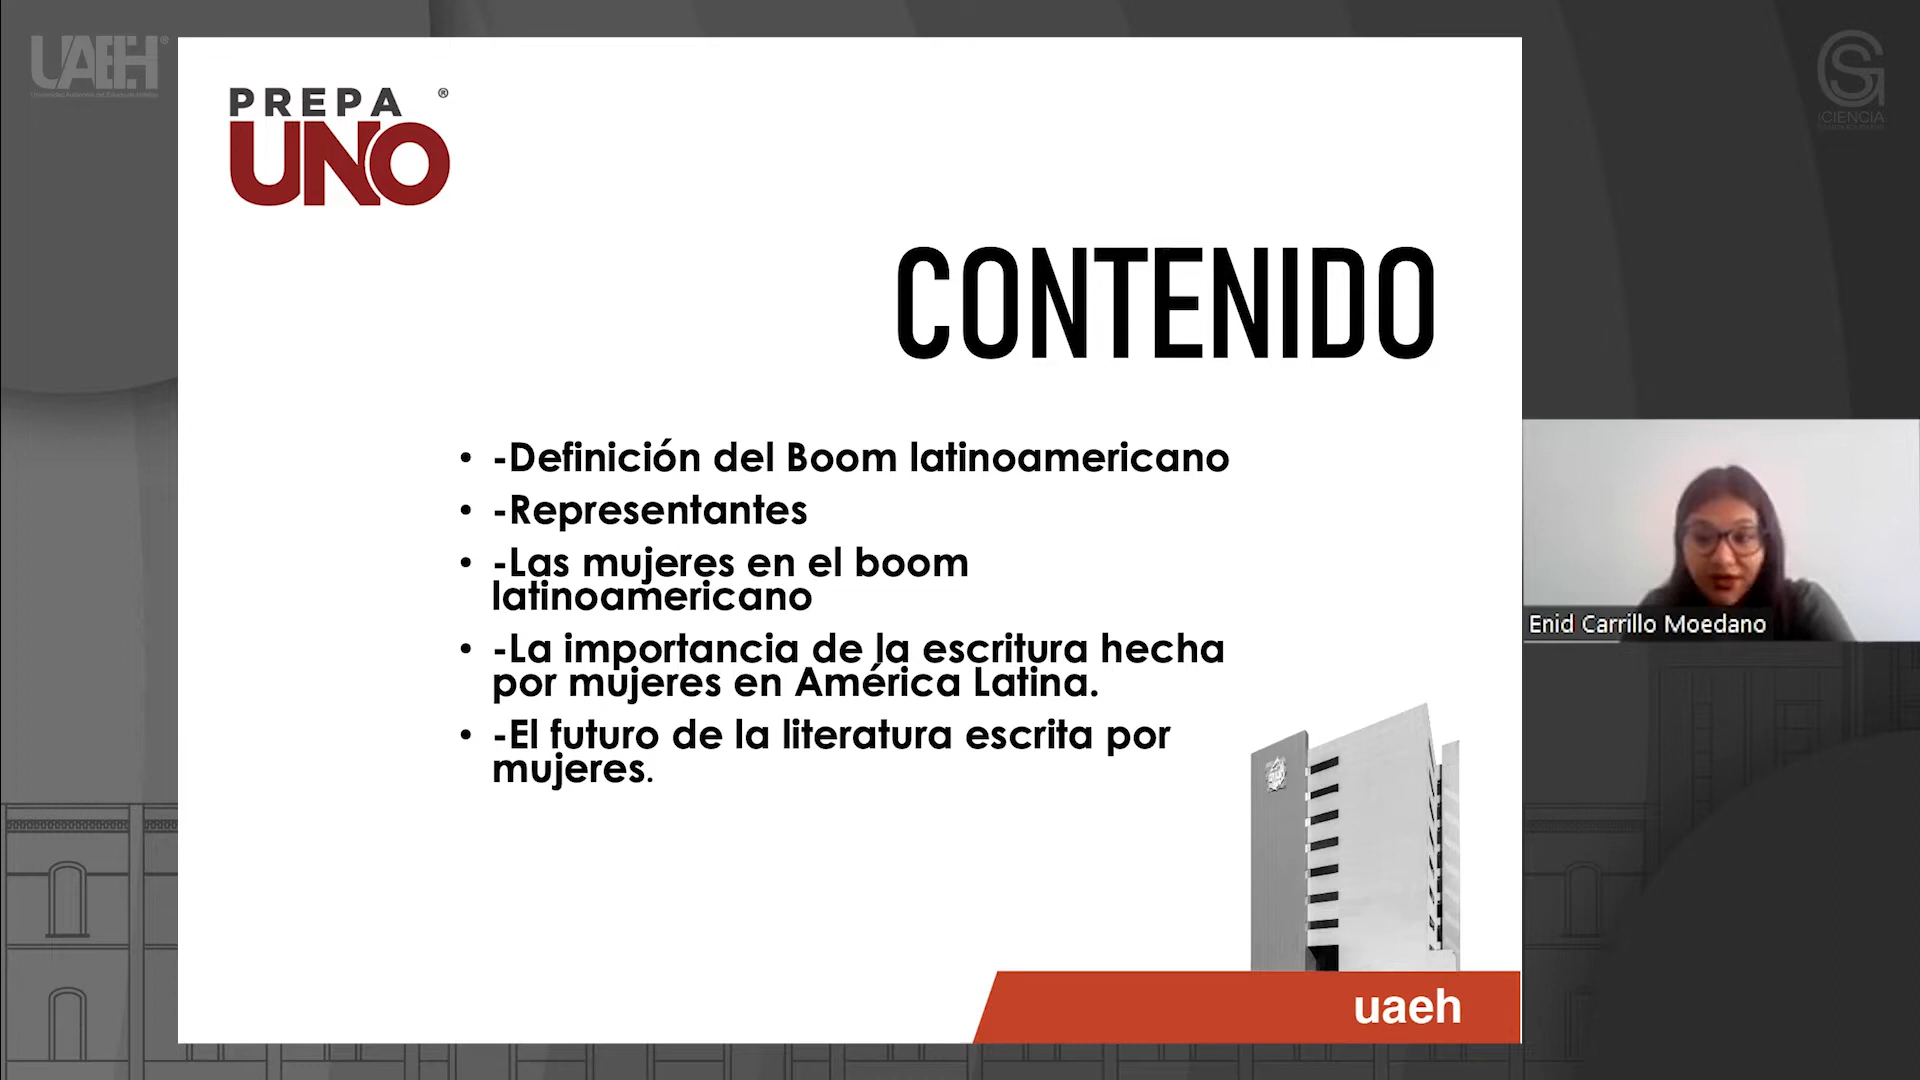 UAEH
PREPA
UNO
CONTENIDO
• -Definición del Boom latinoamericano
• -Representantes
• -Las mujeres en el boom
latinoamericano
• -La importancia de la escritura hecha
por mujeres en América Latina.
• -El futuro de la literatura escrita por
mujeres.
uaeh
CIENCIA
Enid Carrillo Moedano